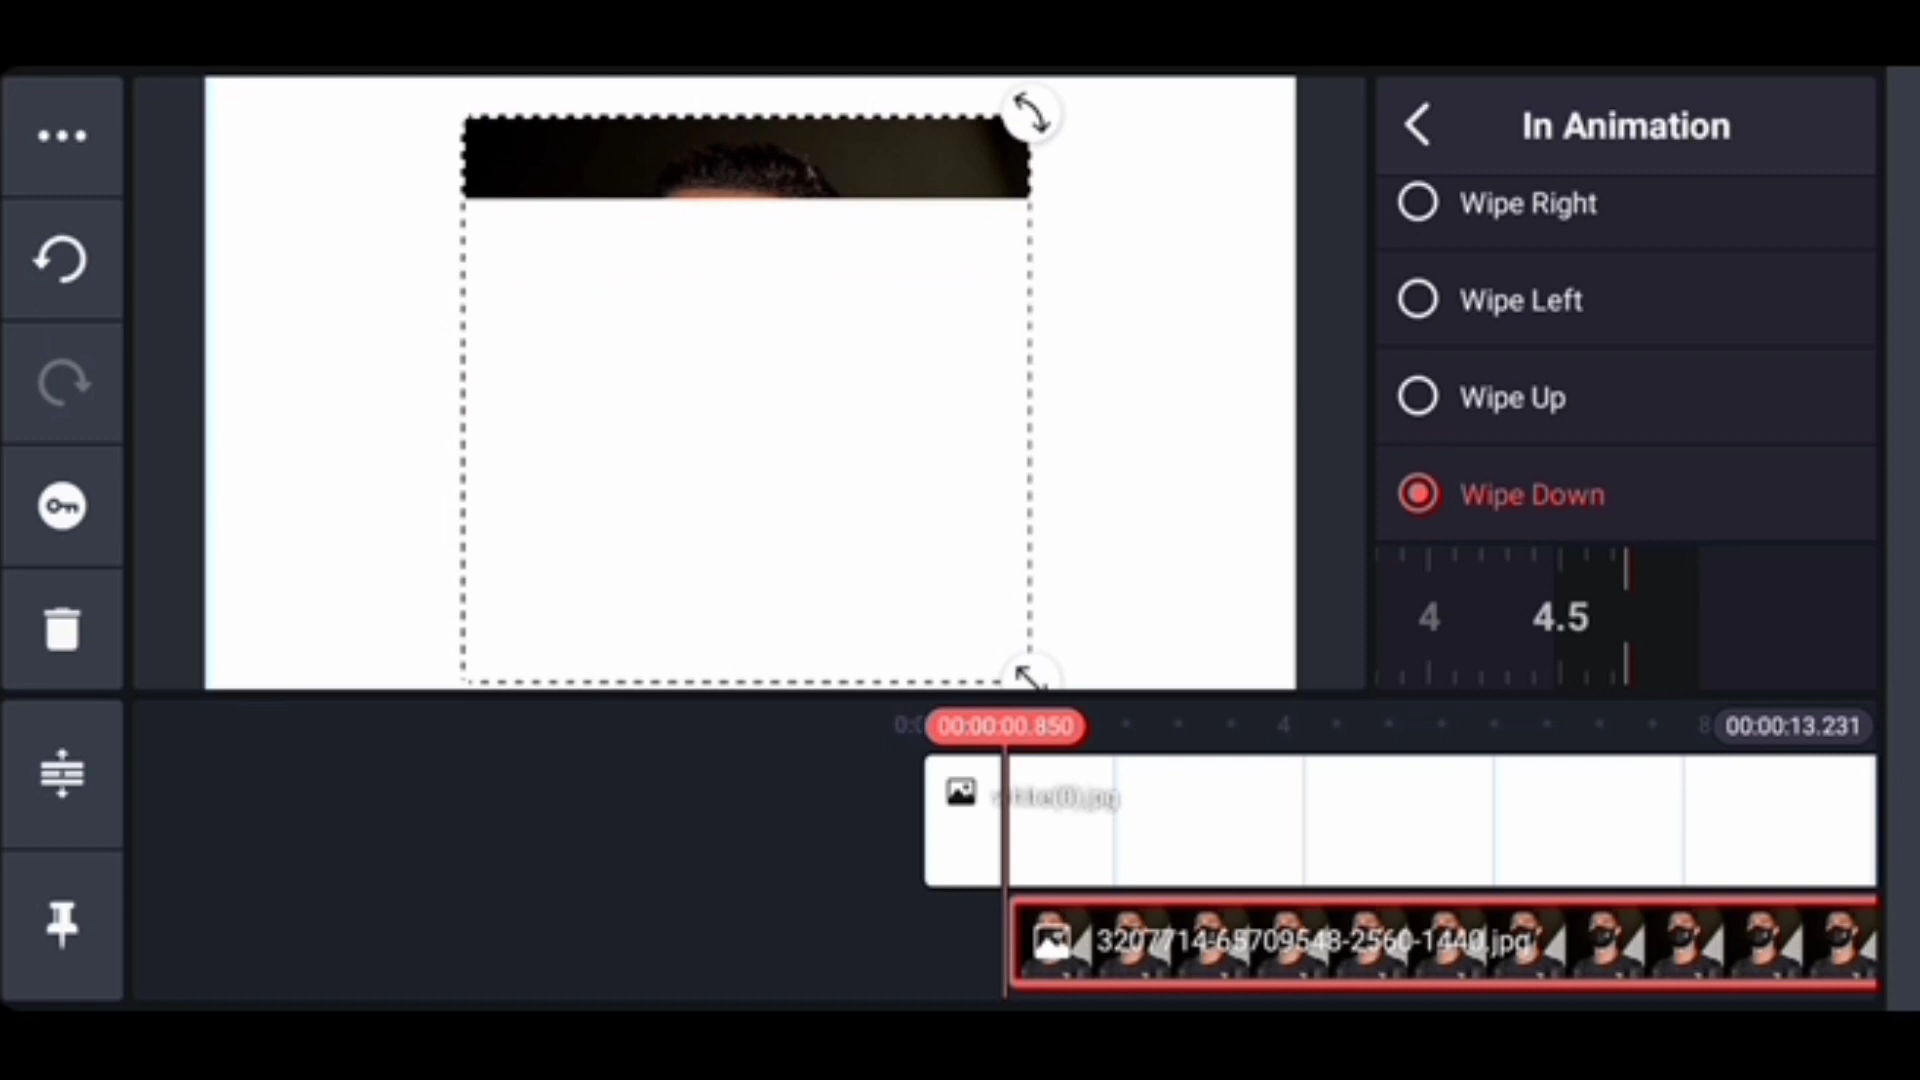 In Animation
Wipe Right
Wipe Left
Wipe Up
Wipe Down
4
4.5
00:00:00.850
4
8
00:00:13.231
3207714-65709548-2560-1440.jpg